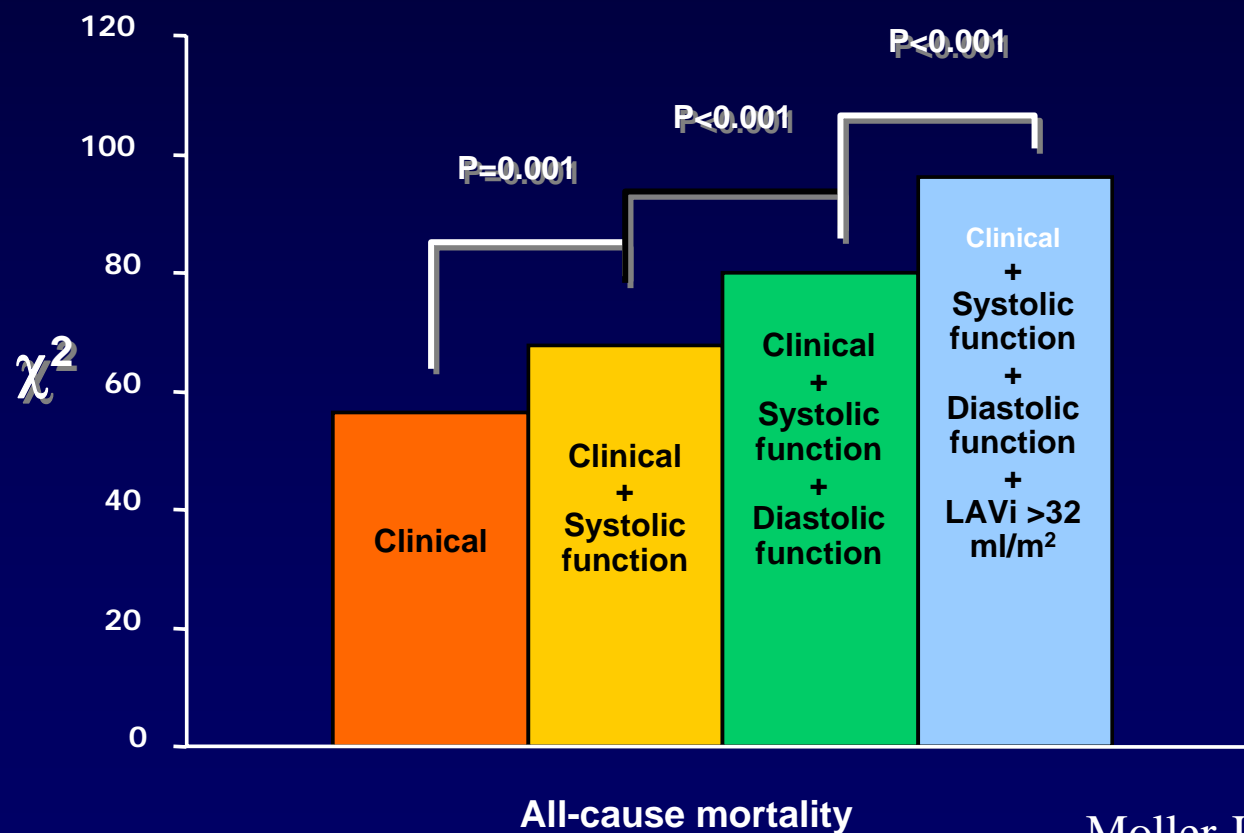 120
100
80
60
40
20
0
χ²
P=0.001
P<0.001
P<0.001
Clinical
Clinical
+
Systolic
function
Clinical
+
Systolic
function
+
Diastolic
function
Clinical
+
Systolic
function
+
Diastolic
function
+
LAVi >32
ml/m²
All-cause mortality
Moller